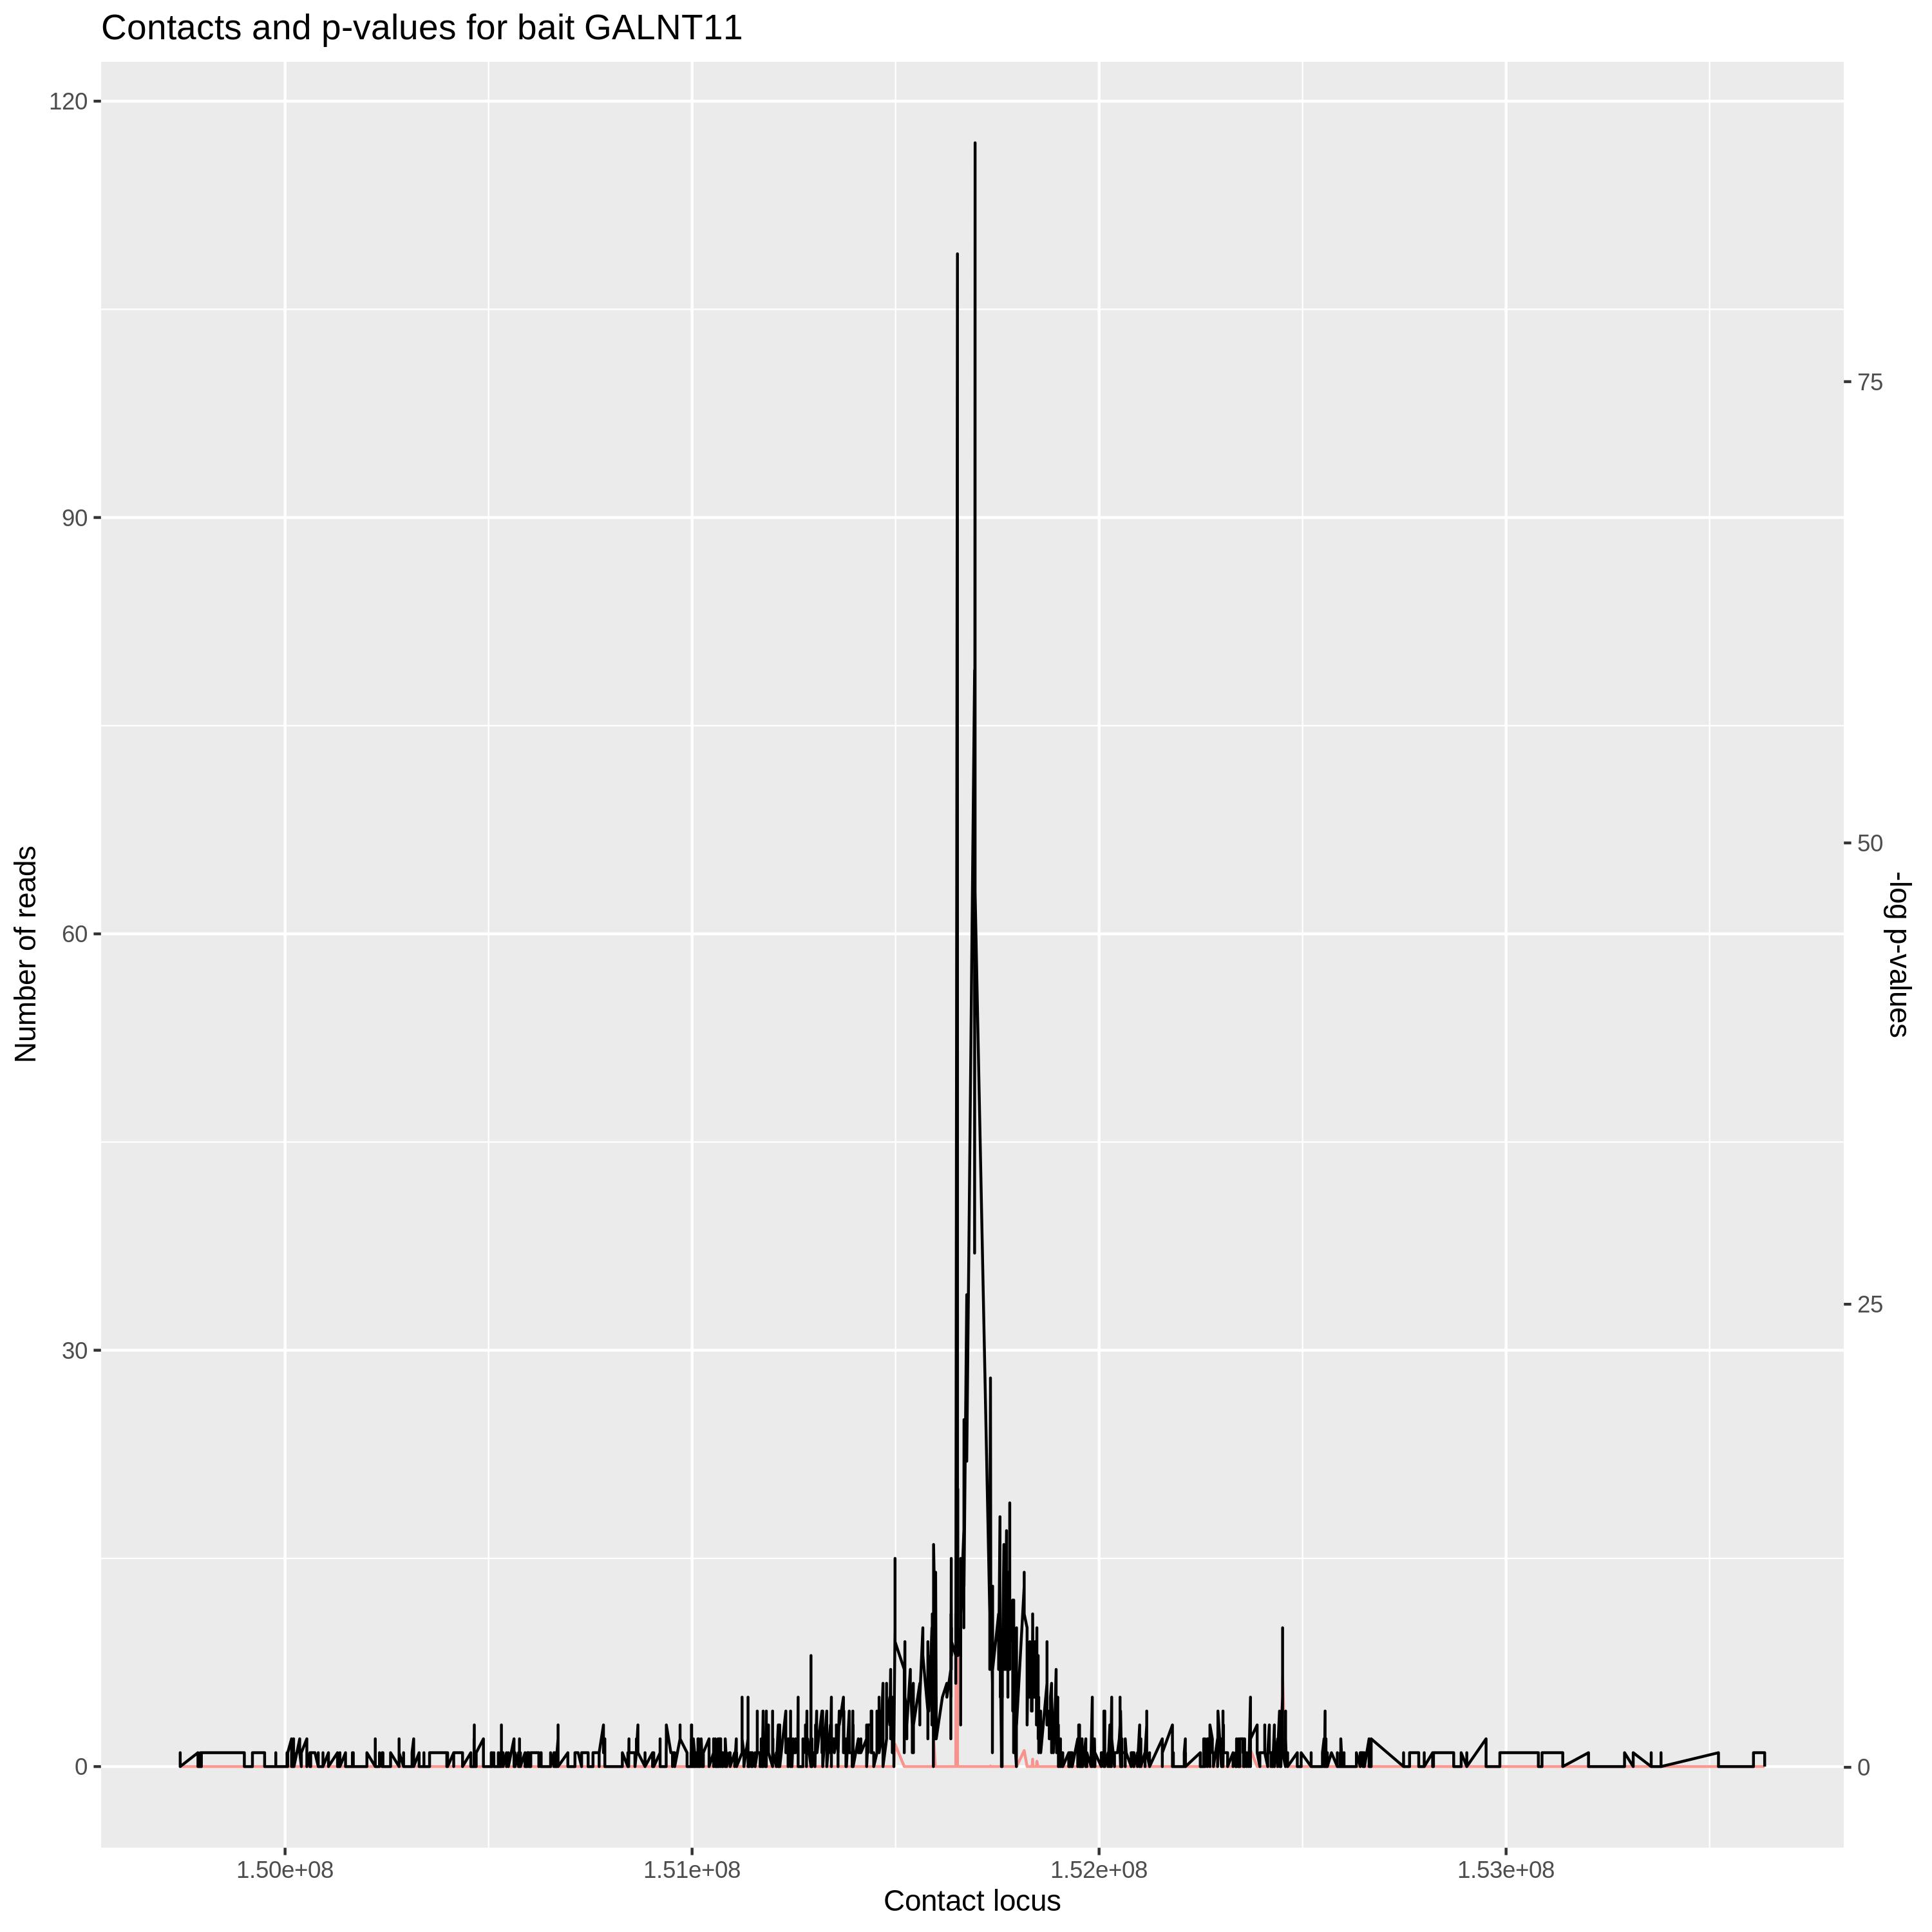 Contacts and p-values for bait GALNT11
120
90
60
30
0
Number of reads
75
50
25
0
-log p-values
1.50e+08
1.51e+08
1.52e+08
1.53e+08
Contact locus